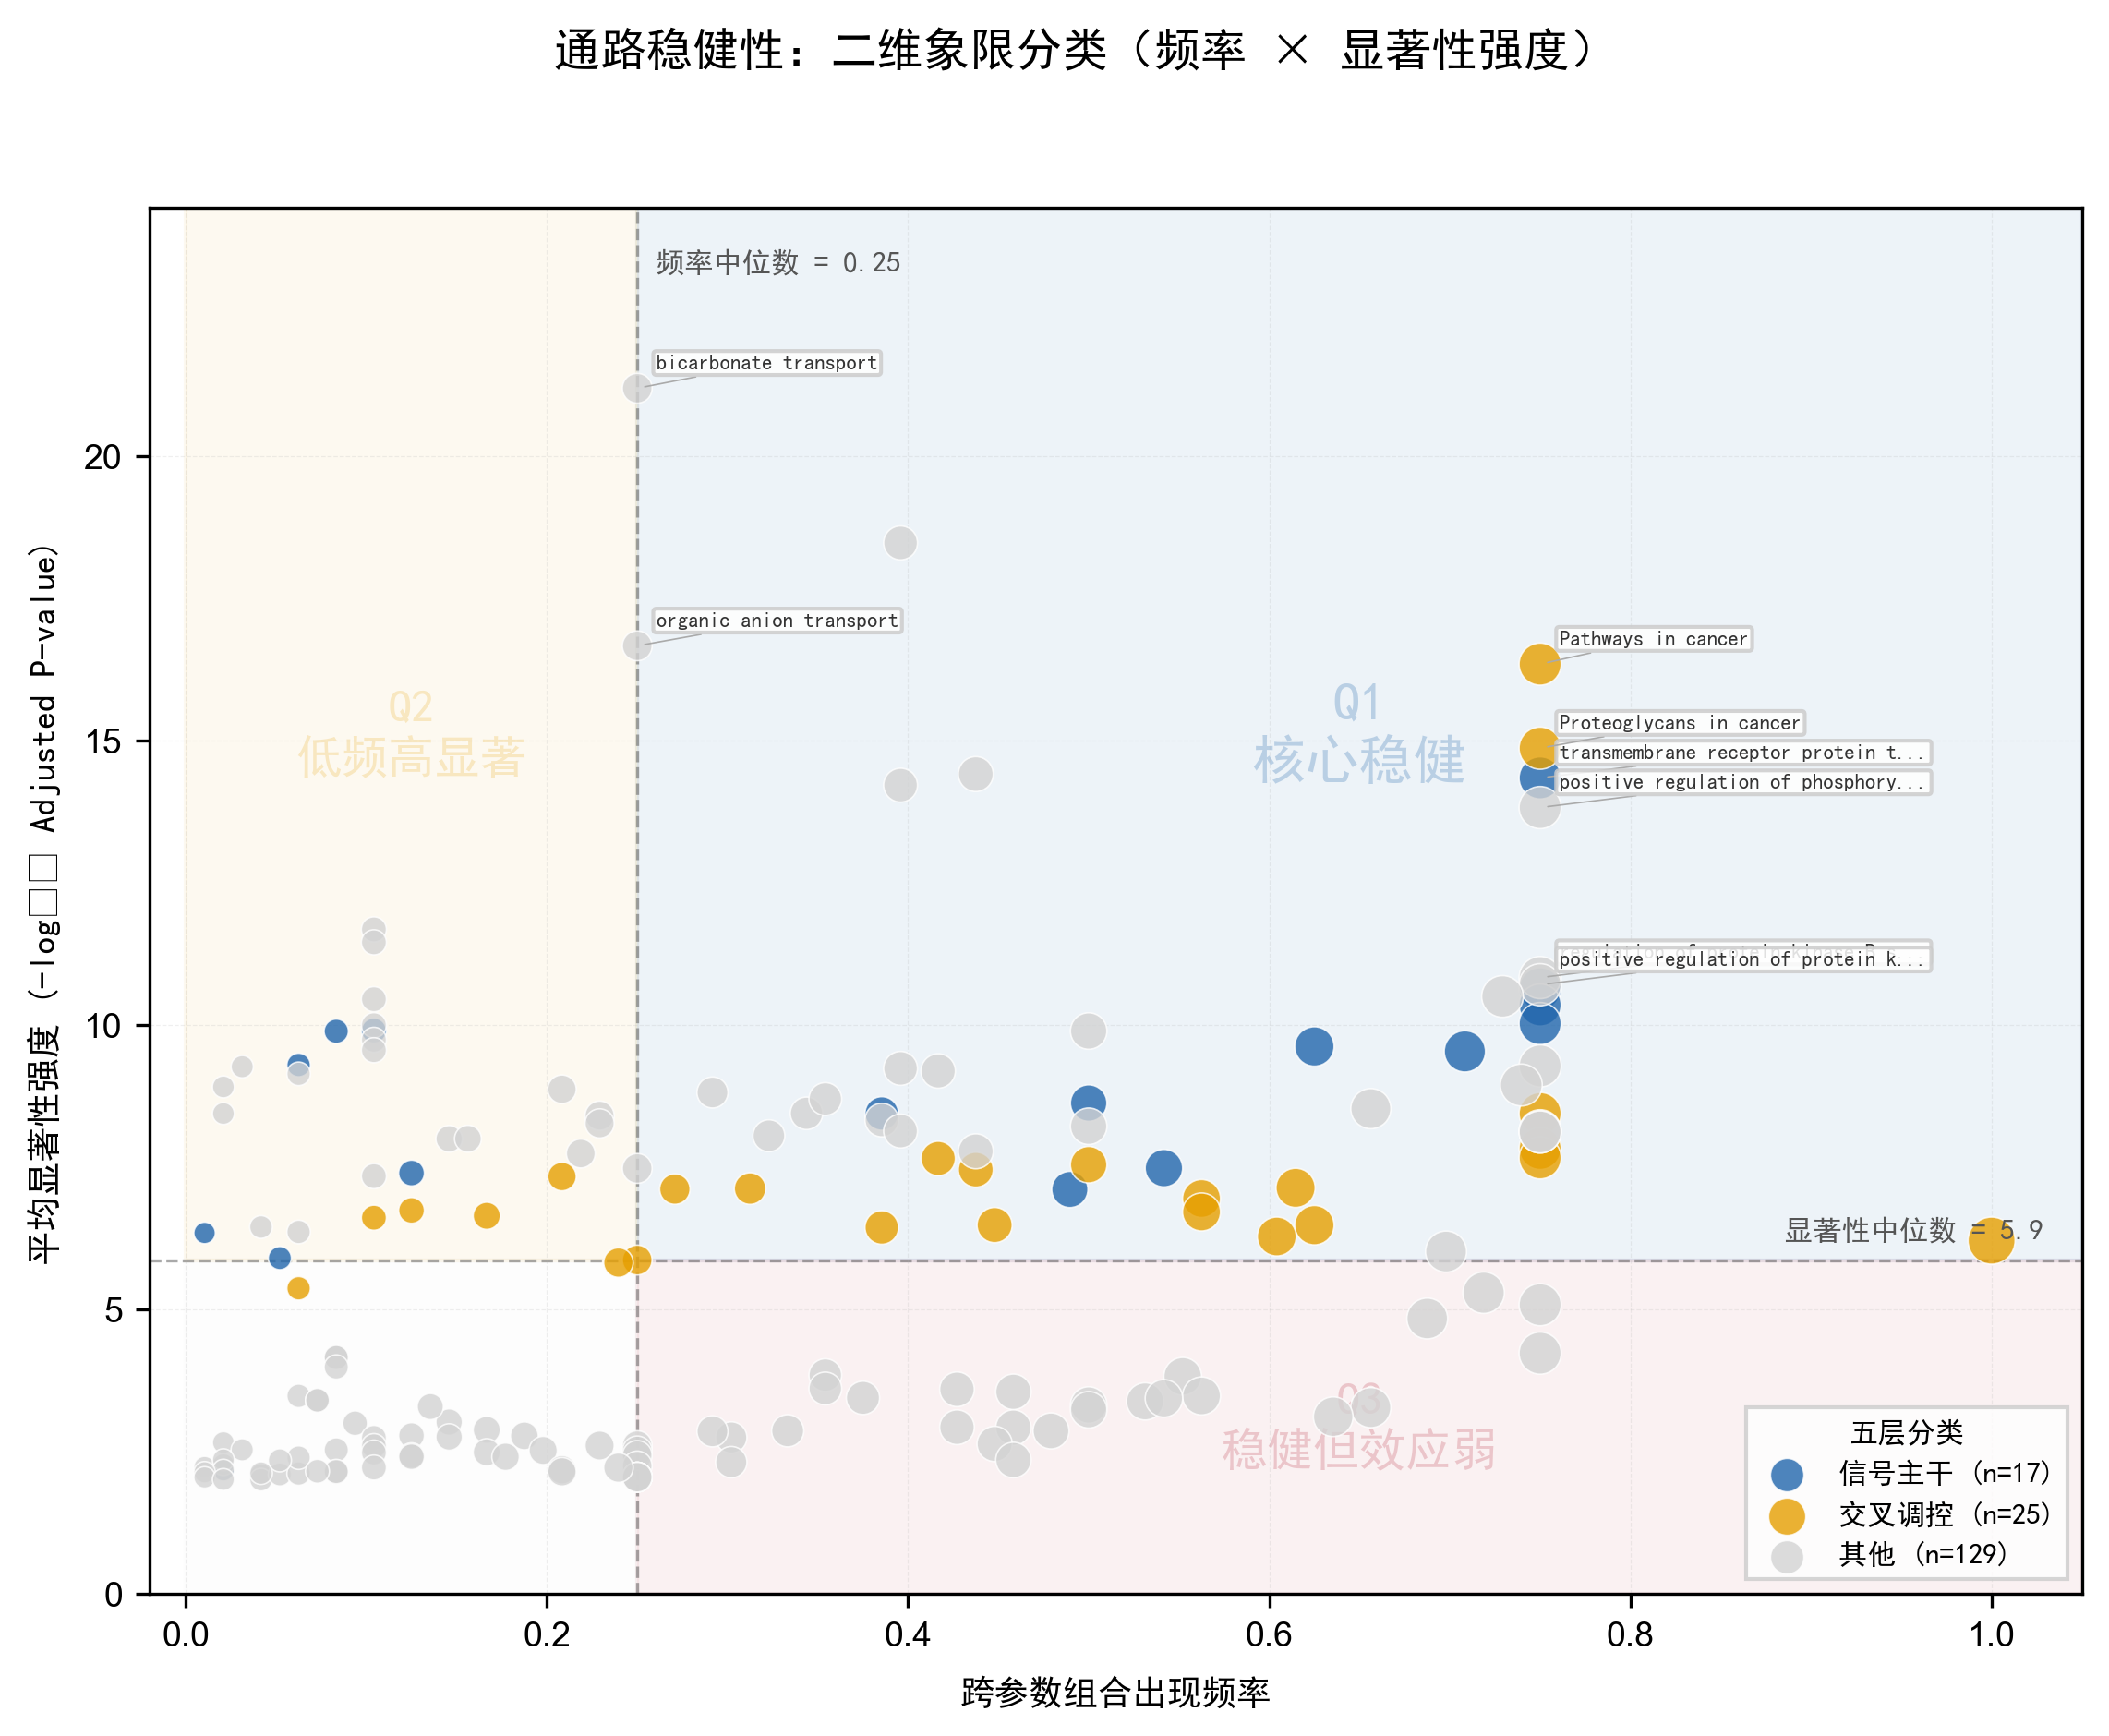 通路稳健性：二维象限分类（频率 × 显著性强度）
频率中位数 = 0.25
bicarbonate transport
organic anion transport
Pathways in cancer
Proteoglycans in cancer
transmembrane receptor protein t...
positive regulation of phosphory...
positive regulation of protein k...
Q2
低频高显著
Q1
核心稳健
显著性中位数 = 5.9
Q3
稳健但效应弱
五层分类
信号主干 (n=17)
交叉调控 (n=25)
其他 (n=129)
平均显著性强度 (-log□□ Adjusted P-value)
20
15
10
5
0
0.0 0.2 0.4 0.6 0.8 1.0
跨参数组合出现频率